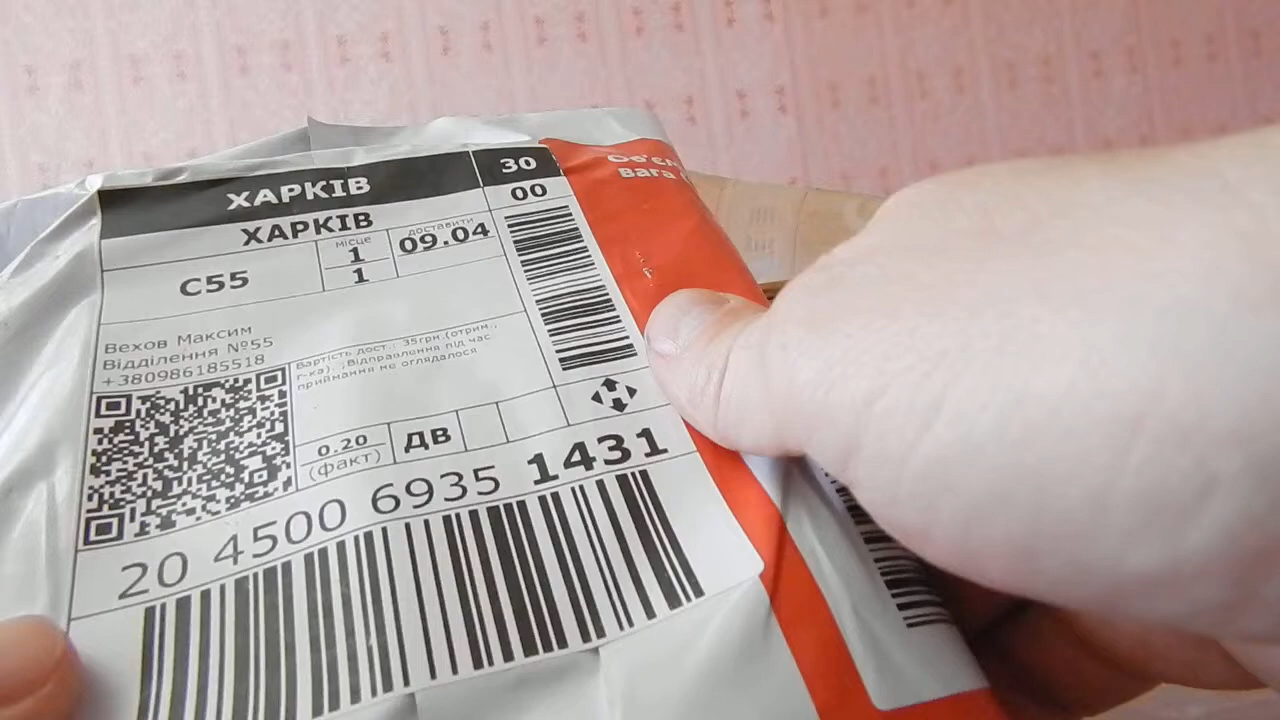 ХАРКІВ
30
ХАРКІВ
00
C55
місце
1
1
доставити
09.04
Вехов Максим
Відділення №55
+380986185518
Вартість дост.: 35грн.(отрим.,
г-ка). ;Відправлення під час
приймання не оглядалося
0.20
(факт)
ДВ
20 4500 6935 1431
Вага